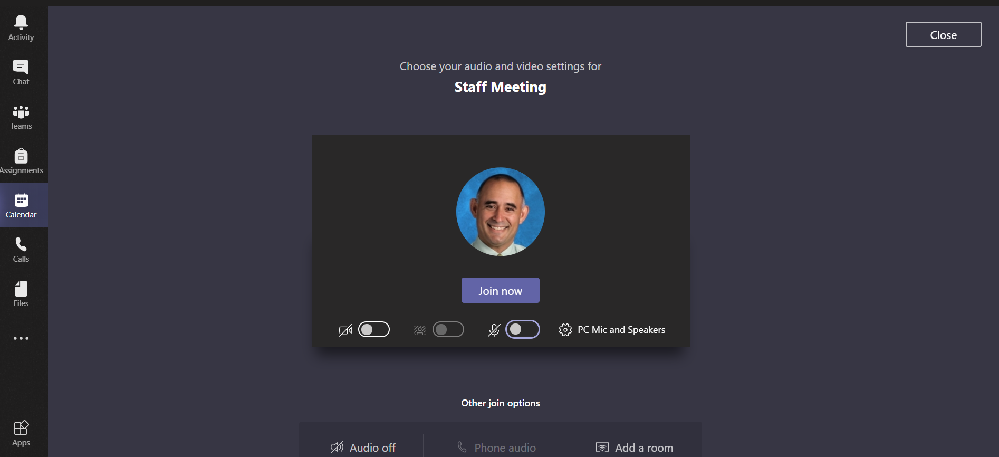 Activity
Chat
Teams
Assignments
Calendar
Calls
Files
Apps
Close
Choose your audio and video settings for
Staff Meeting
Join now
PC Mic and Speakers
Other join options
Audio off
Phone audio
Add a room